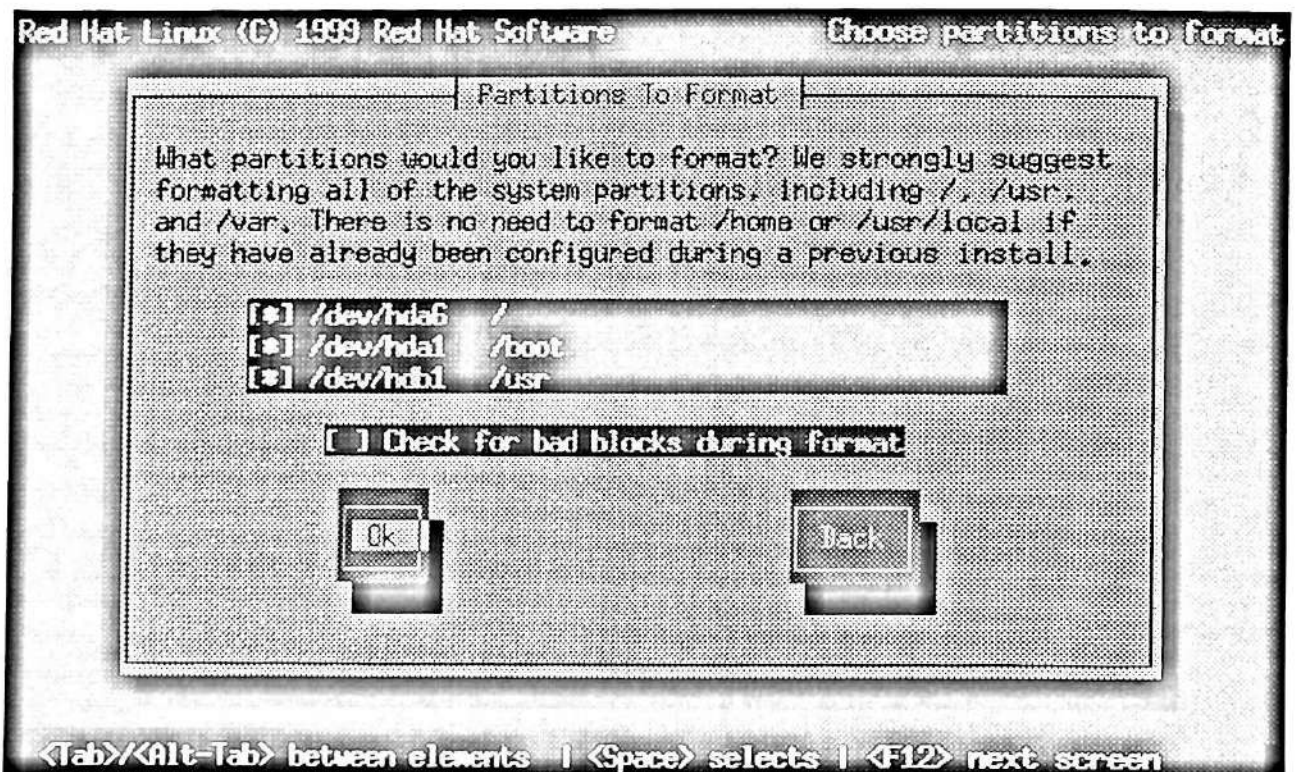 Red Hat Linux (C) 1999 Red Hat Software Choose partitions to format
Partitions To Format
What partitions would you like to format? We strongly suggest
formatting all of the system partitions, including /, /usr,
and /var. There is no need to format /home or /usr/local if
they have already been configured during a previous install.
[*] /dev/hda6 /
[*] /dev/hda1 /boot
[*] /dev/hdb1 /usr
[ ] Check for bad blocks during format
Ok Back
<Tab>/<Alt-Tab> between elements | <Space> selects | <F12> next screen